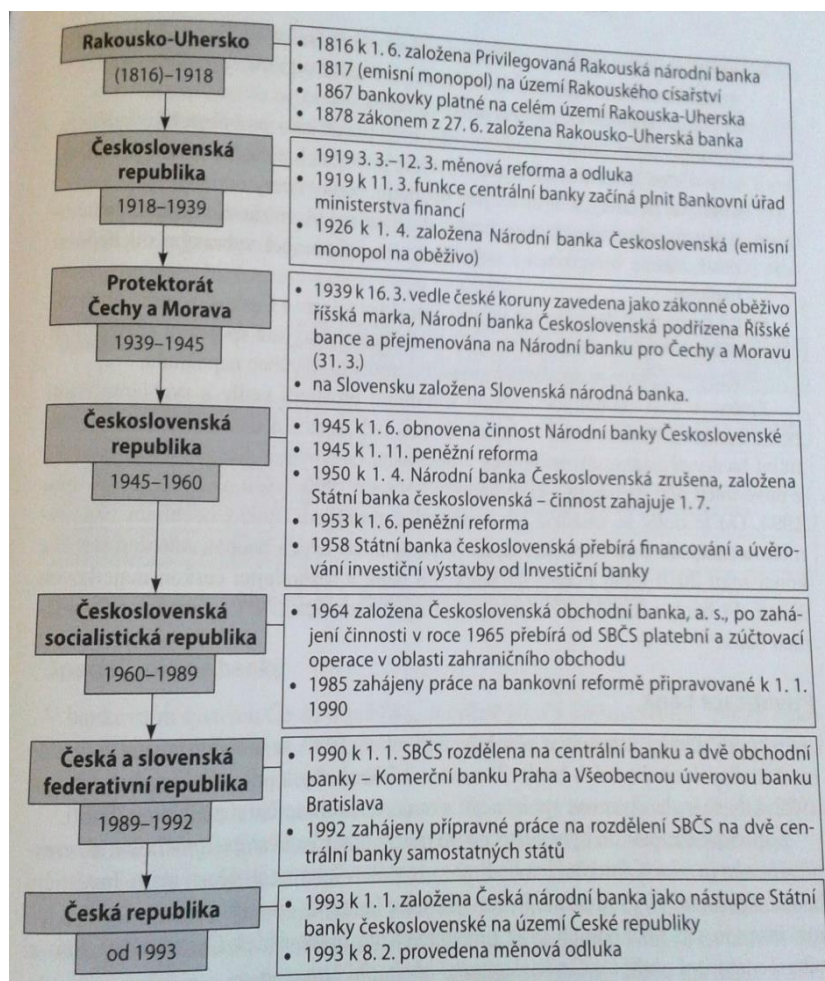 Rakousko-Uhersko
(1816)–1918
• 1816 k 1. 6. založena Privilegovaná Rakouská národní banka
• 1817 (emisní monopol) na území Rakouského císařství
• 1867 bankovky platné na celém území Rakouska-Uherska
• 1878 zákonem z 27. 6. založena Rakousko-Uherská banka
Československá
republika
1918–1939
• 1919 3. 3.–12. 3. měnová reforma a odluka
• 1919 k 11. 3. funkce centrální banky začíná plnit Bankovní úřad
ministerstva financí
• 1926 k 1. 4. založena Národní banka Československá (emisní
monopol na oběživo)
Protektorát
Čechy a Morava
1939–1945
• 1939 k 16. 3. vedle české koruny zavedena jako zákonné oběživo
říšská marka, Národní banka Československá podřízena Říšské
bance a přejmenována na Národní banku pro Čechy a Moravu
(31. 3.)
• na Slovensku založena Slovenská národná banka.
Československá
republika
1945–1960
• 1945 k 1. 6. obnovena činnost Národní banky Československé
• 1945 k 1. 11. peněžní reforma
• 1950 k 1. 4. Národní banka Československá zrušena, založena
Státní banka československá – činnost zahajuje 1. 7.
• 1953 k 1. 6. peněžní reforma
• 1958 Státní banka československá přebírá financování a úvěro-
vání investiční výstavby od Investiční banky
Československá
socialistická republika
1960–1989
• 1964 založena Československá obchodní banka, a. s., po zahá-
jení činnosti v roce 1965 přebírá od SBČS platební a zúčtovací
operace v oblasti zahraničního obchodu
• 1985 zahájeny práce na bankovní reformě připravované k 1. 1.
1990
Česká a slovenská
federativní republika
1989–1992
• 1990 k 1. 1. SBČS rozdělena na centrální banku a dvě obchodní
banky – Komerční banku Praha a Všeobecnou úverovou banku
Bratislava
• 1992 zahájeny přípravné práce na rozdělení SBČS na dvě cen-
trální banky samostatných států
Česká republika
od 1993
• 1993 k 1. 1. založena Česká národní banka jako nástupce Státní
banky československé na území České republiky
• 1993 k 8. 2. provedena měnová odluka